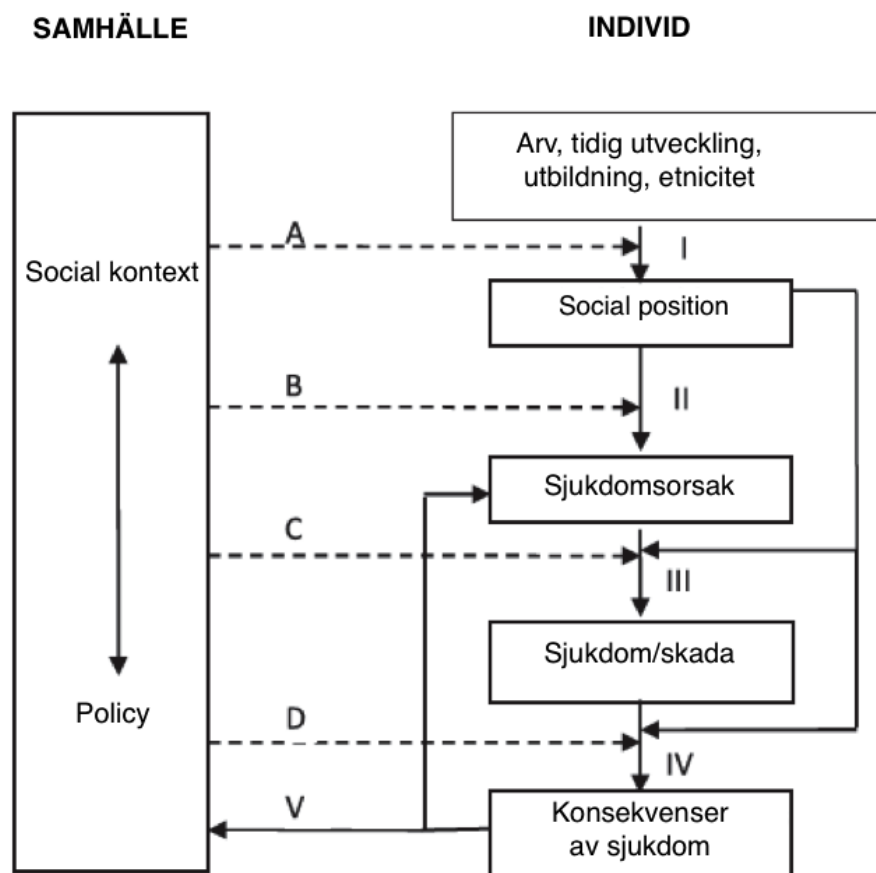 SAMHÄLLE
INDIVID
Arv, tidig utveckling,
utbildning, etnicitet
A
I
Social kontext
Social position
B
II
Sjukdomsorsak
C
III
Sjukdom/skada
Policy
D
IV
V
Konsekvenser
av sjukdom